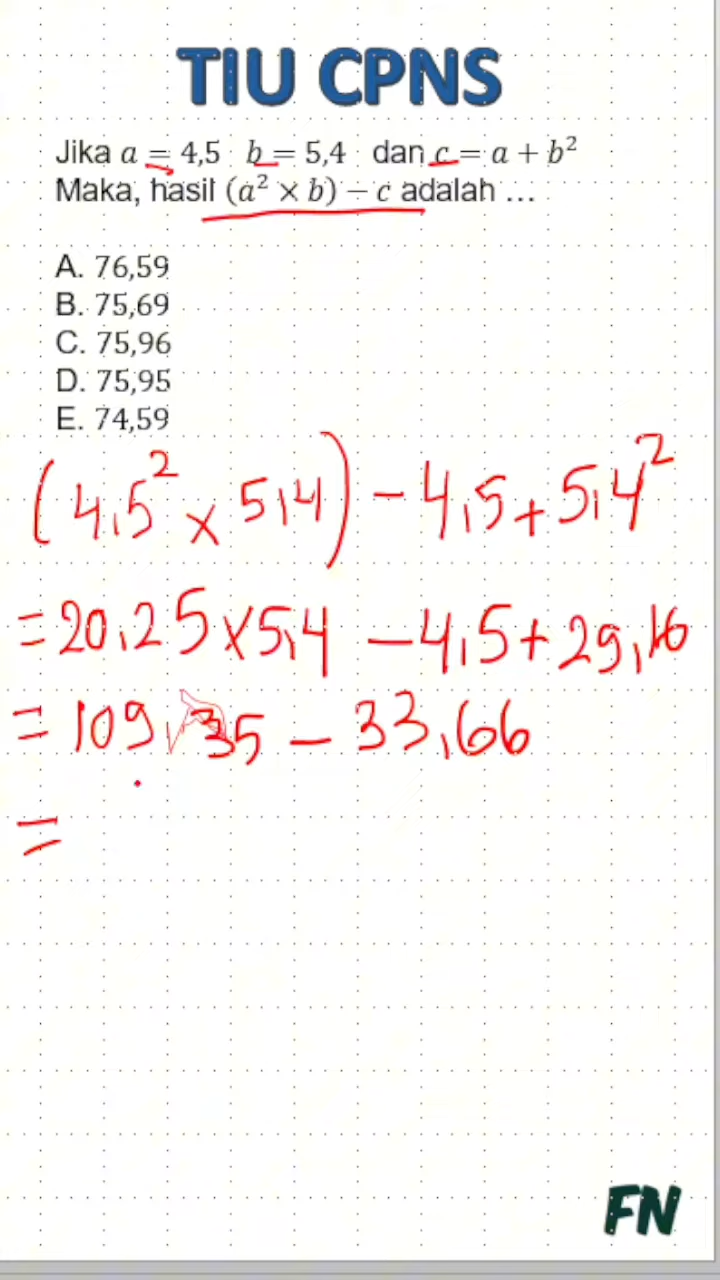 TIU CPNS
Jika a = 4,5 b = 5,4 dan c = a + b²
Maka, hasil (a² × b) − c adalah …
A. 76,59
B. 75,69
C. 75,96
D. 75,95
E. 74,59
(4,5² × 5,4) − 4,5 + 5,4²
= 20,25 × 5,4 − 4,5 + 29,16
= 109,35 − 33,66
=
FN